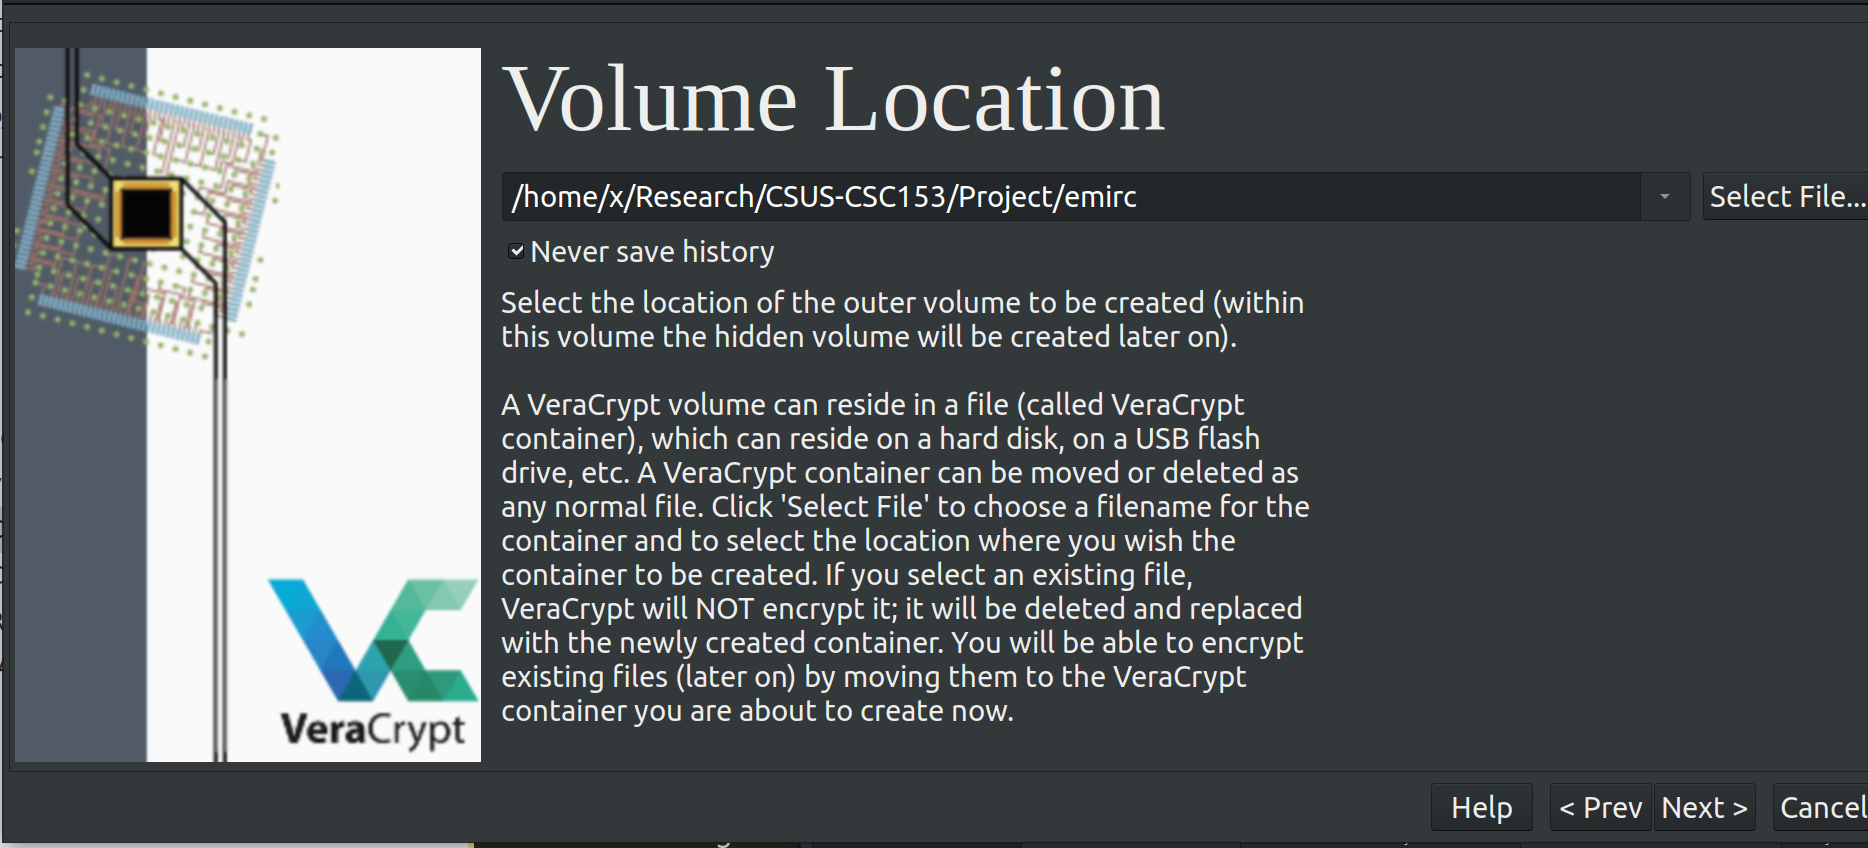 Volume Location
/home/x/Research/CSUS-CSC153/Project/emirc
Select File...
Never save history
Select the location of the outer volume to be created (within
this volume the hidden volume will be created later on).
A VeraCrypt volume can reside in a file (called VeraCrypt
container), which can reside on a hard disk, on a USB flash
drive, etc. A VeraCrypt container can be moved or deleted as
any normal file. Click 'Select File' to choose a filename for the
container and to select the location where you wish the
container to be created. If you select an existing file,
VeraCrypt will NOT encrypt it; it will be deleted and replaced
with the newly created container. You will be able to encrypt
existing files (later on) by moving them to the VeraCrypt
container you are about to create now.
VeraCrypt
Help
< Prev
Next >
Cancel